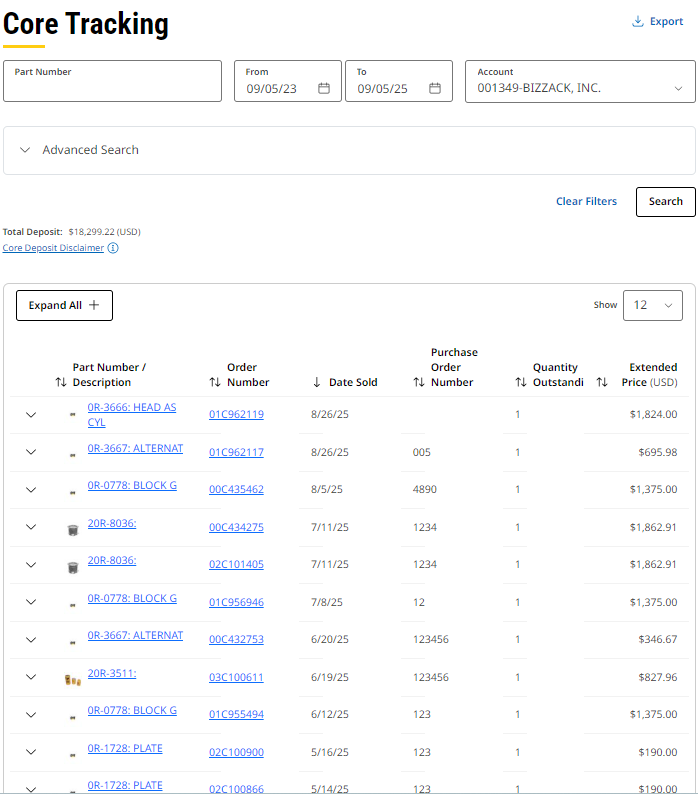 Core Tracking
Export
Part Number
From
09/05/23
To
09/05/25
Account
001349-BIZZACK, INC.
Advanced Search
Clear Filters
Search
Total Deposit: $18,299.22 (USD)
Core Deposit Disclaimer
Expand All
Show
12
Part Number / Description
Order Number
Date Sold
Purchase Order Number
Quantity Outstandi
Extended Price (USD)
0R-3666: HEAD AS CYL 01C962119 8/26/25 1 $1,824.00
0R-3667: ALTERNAT 01C962117 8/26/25 005 1 $695.98
0R-0778: BLOCK G 00C435462 8/5/25 4890 1 $1,375.00
20R-8036: 00C434275 7/11/25 1234 1 $1,862.91
20R-8036: 02C101405 7/11/25 1234 1 $1,862.91
0R-0778: BLOCK G 01C956946 7/8/25 12 1 $1,375.00
0R-3667: ALTERNAT 00C432753 6/20/25 123456 1 $346.67
20R-3511: 03C100611 6/19/25 123456 1 $827.96
0R-0778: BLOCK G 01C955494 6/12/25 123 1 $1,375.00
0R-1728: PLATE 02C100900 5/16/25 123 1 $190.00
0R-1728: PLATE 02C100866 5/14/25 123 1 $190.00